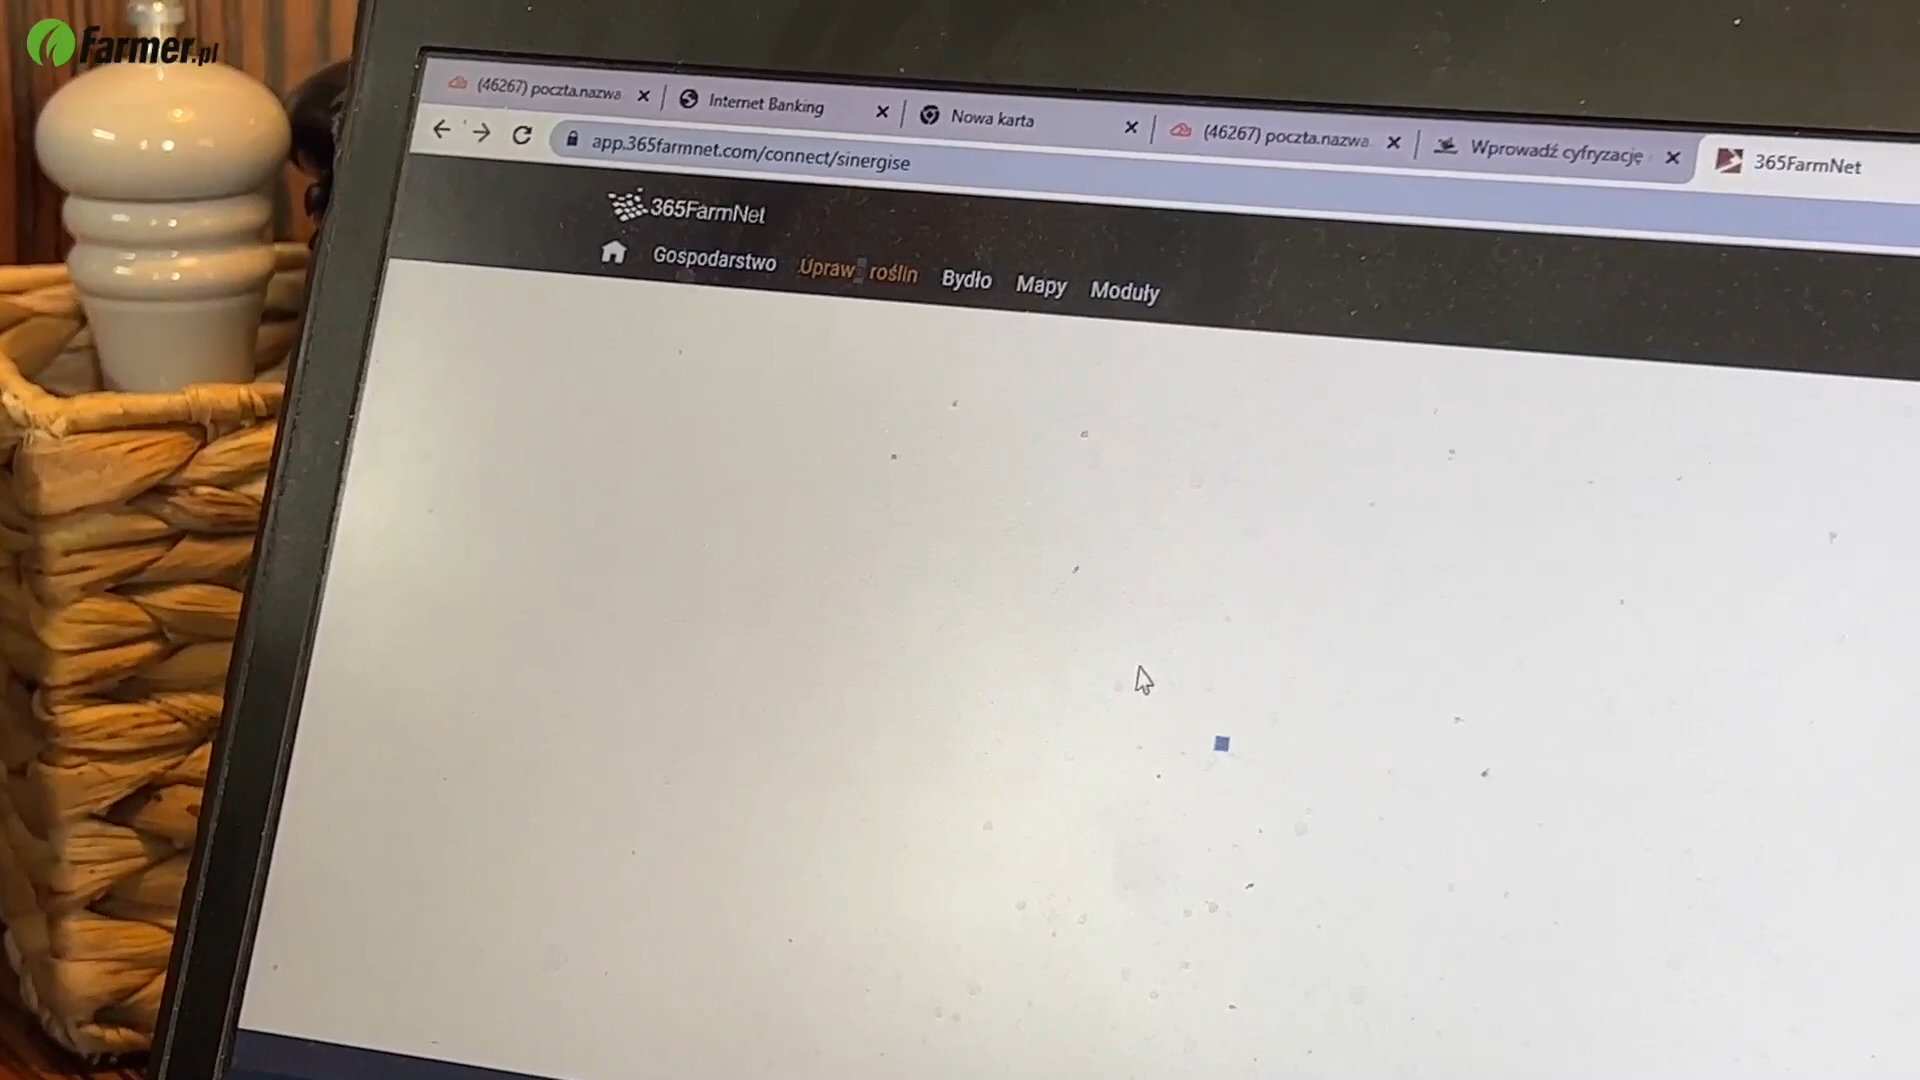 Farmer.pl
(46267) poczta.nazwa
Internet Banking
Nowa karta
(46267) poczta.nazwa
Wprowadź cyfryzację
365FarmNet
app.365farmnet.com/connect/sinergise
365FarmNet
Gospodarstwo Upraw roślin Bydło Mapy Moduły